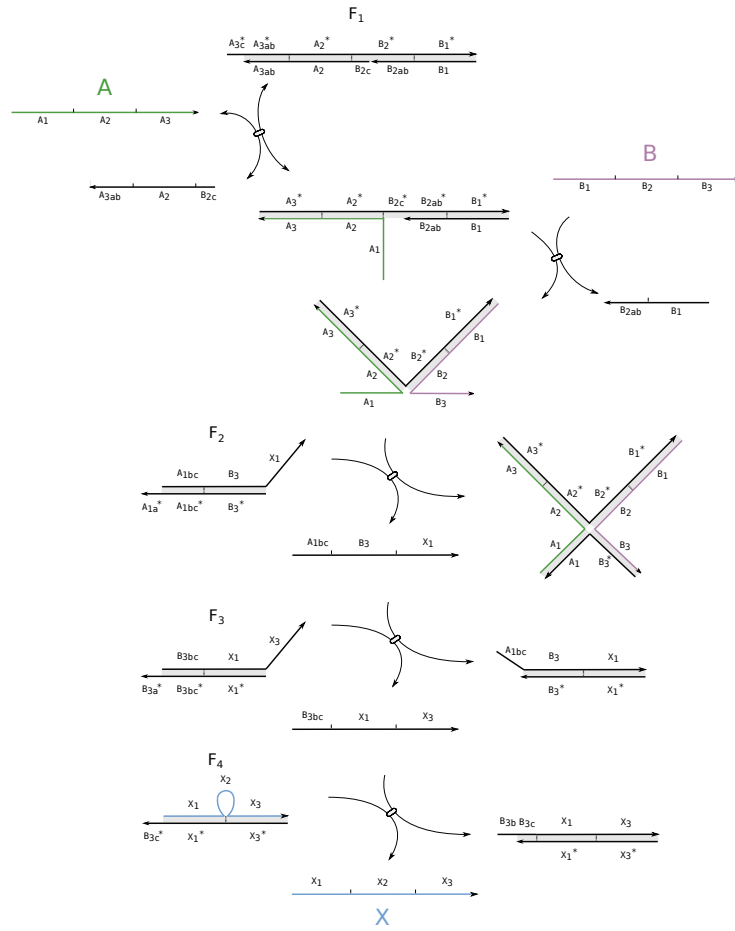 F1
A3c* A3ab* A2* B2* B1*
A3ab A2 B2c B2ab B1
A
A1 A2 A3
B
B1 B2 B3
A3ab A2 B2c
A3* A2* B2c* B2ab* B1*
A3 A2 B2ab B1
A1
B2ab B1
A3* B1*
A3 B1
A2* B2*
A2 B2
A1 B3
F2
X1
A1bc B3
A1a* A1bc* B3*
A1bc B3 X1
A3* B1*
A3 B1
A2* B2*
A2 B2
A1 B3
A1 B3*
F3
X3
B3bc X1
B3a* B3bc* X1*
A1bc B3 X1
B3* X1*
B3bc X1 X3
F4
X2
X1 X3
B3c* X1* X3*
B3b B3c X1 X3
X1* X3*
X1 X2 X3
X